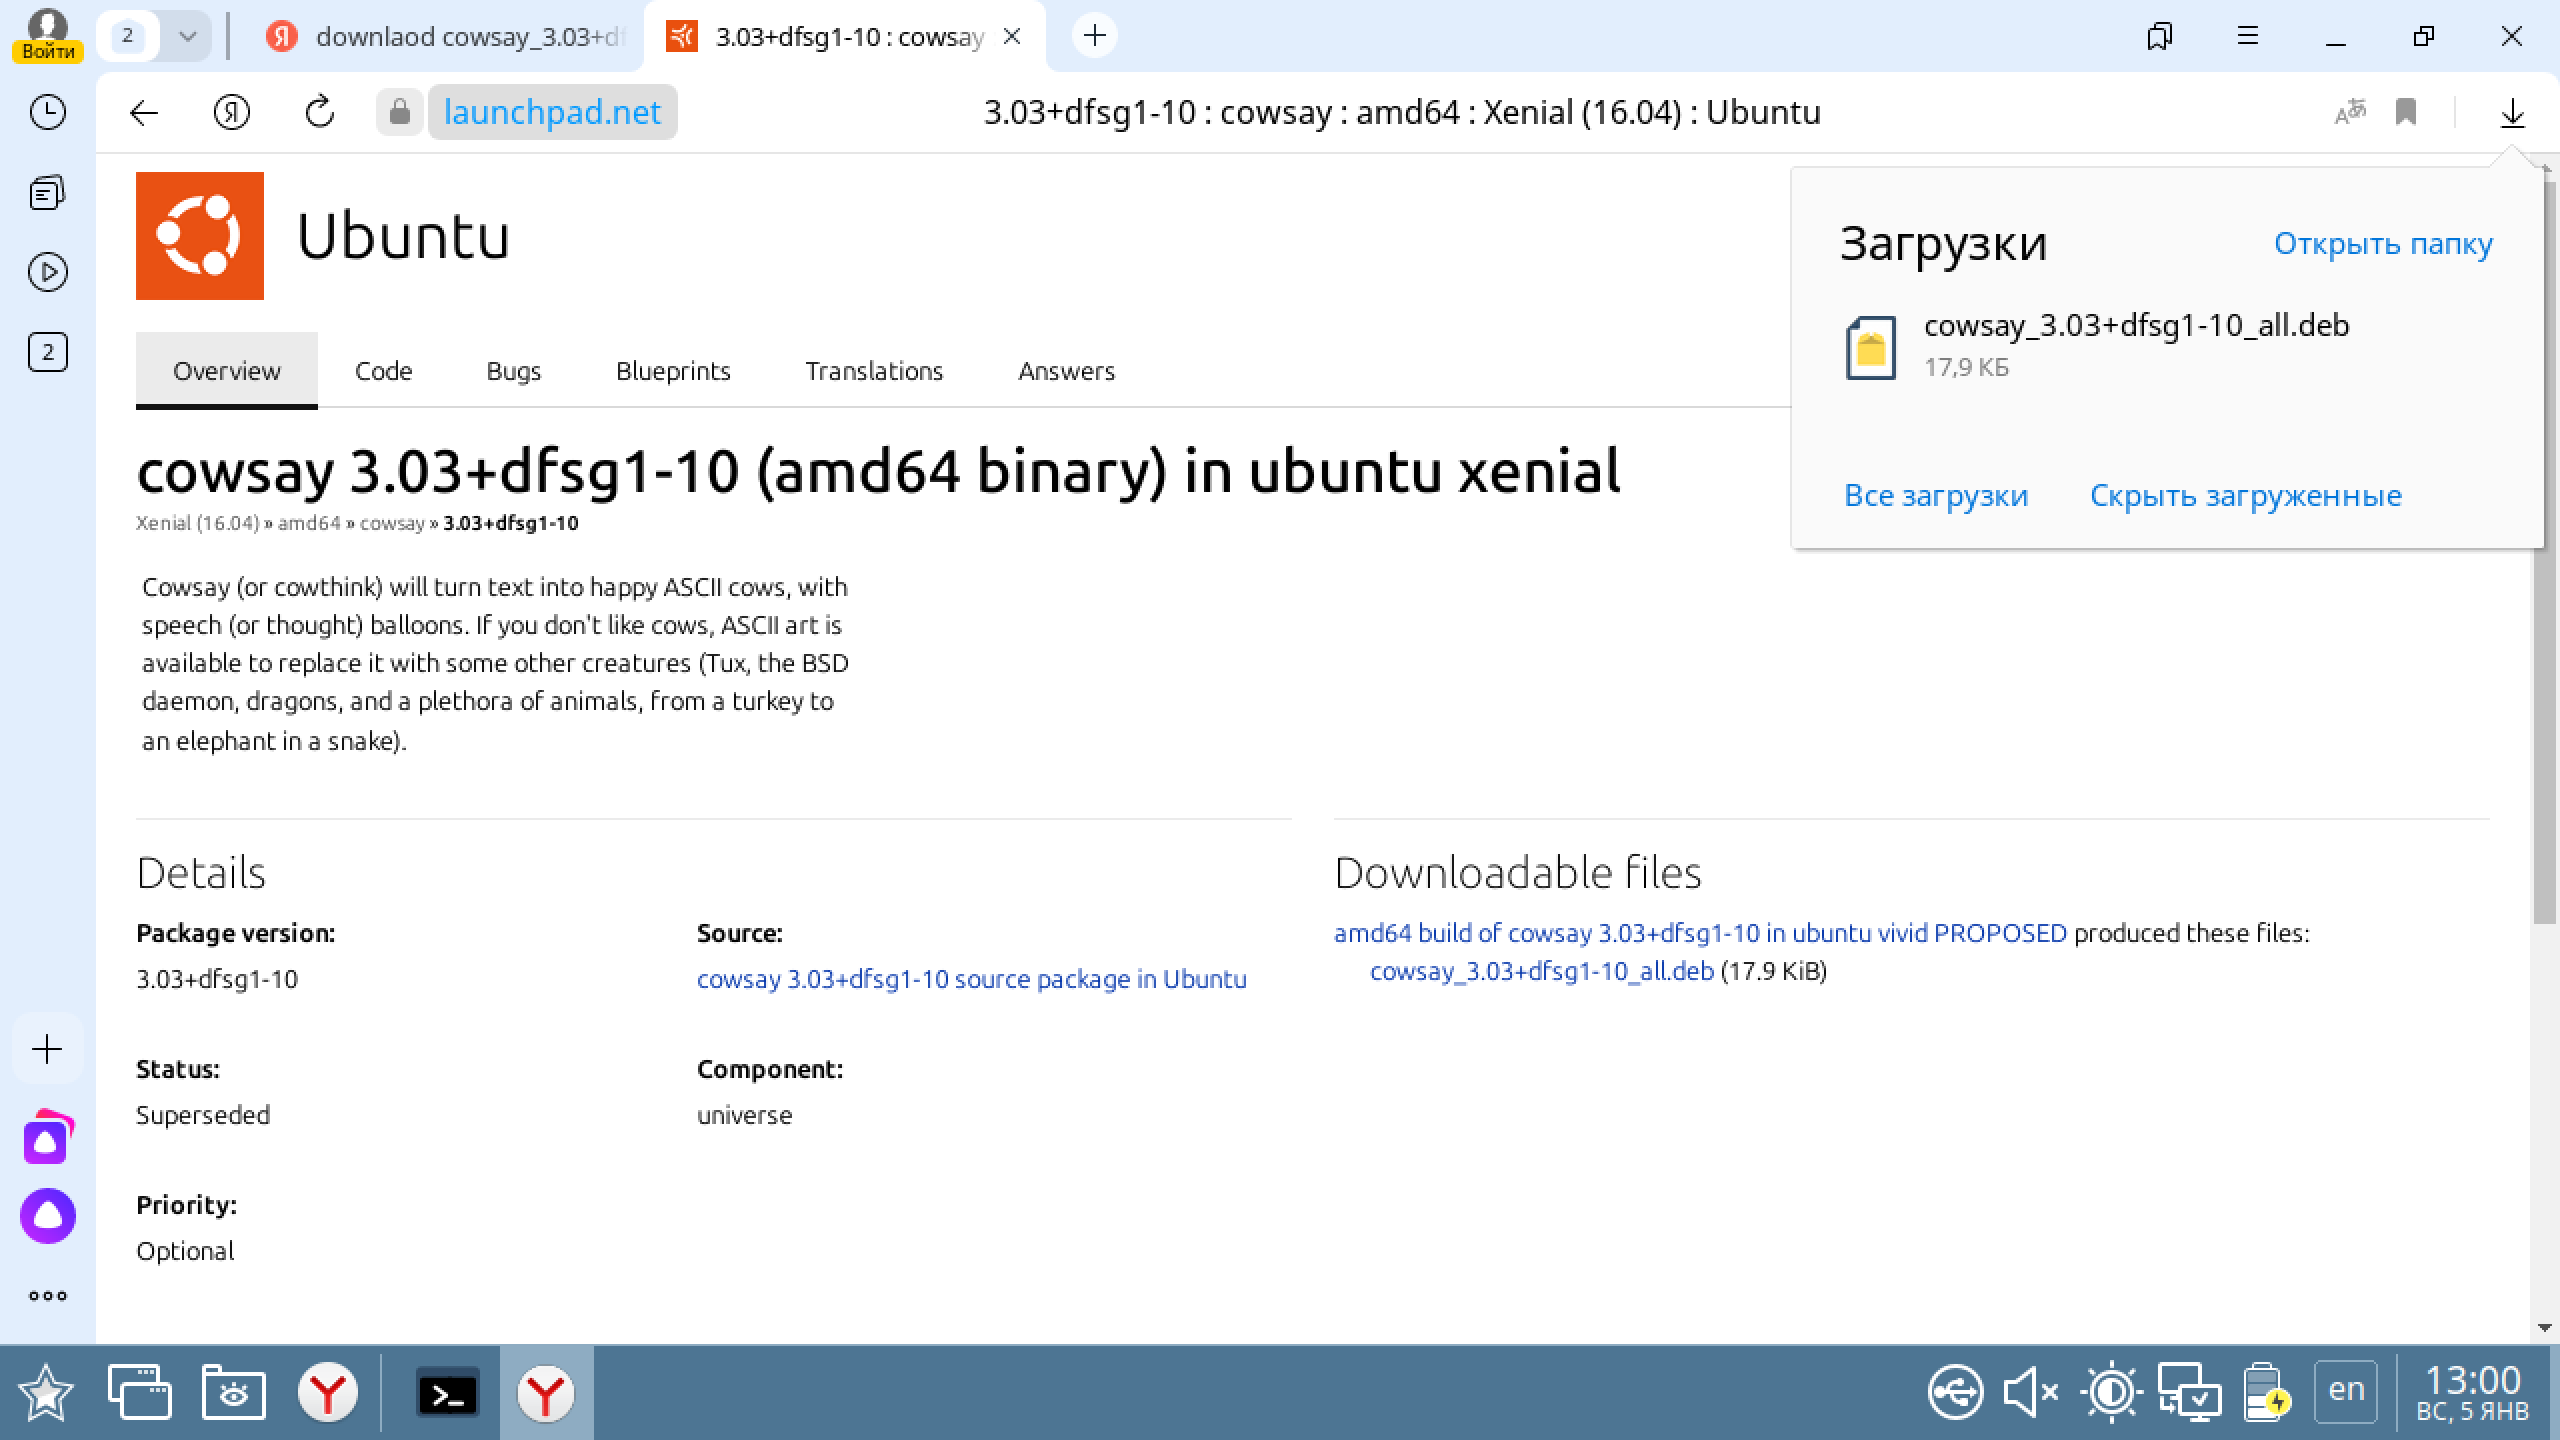 Войти
2
downlaod cowsay_3.03+df
3.03+dfsg1-10 : cowsay
2
launchpad.net
3.03+dfsg1-10 : cowsay : amd64 : Xenial (16.04) : Ubuntu
Ubuntu
Загрузки
Открыть папку
cowsay_3.03+dfsg1-10_all.deb
17,9 КБ
Все загрузки
Скрыть загруженные
Overview
Code
Bugs
Blueprints
Translations
Answers
cowsay 3.03+dfsg1-10 (amd64 binary) in ubuntu xenial
Xenial (16.04) » amd64 » cowsay » 3.03+dfsg1-10
Cowsay (or cowthink) will turn text into happy ASCII cows, with
speech (or thought) balloons. If you don't like cows, ASCII art is
available to replace it with some other creatures (Tux, the BSD
daemon, dragons, and a plethora of animals, from a turkey to
an elephant in a snake).
Details
Package version:
3.03+dfsg1-10
Source:
cowsay 3.03+dfsg1-10 source package in Ubuntu
Status:
Superseded
Component:
universe
Priority:
Optional
Downloadable files
amd64 build of cowsay 3.03+dfsg1-10 in ubuntu vivid PROPOSED produced these files:
cowsay_3.03+dfsg1-10_all.deb (17.9 KiB)
en
13:00
ВС, 5 ЯНВ